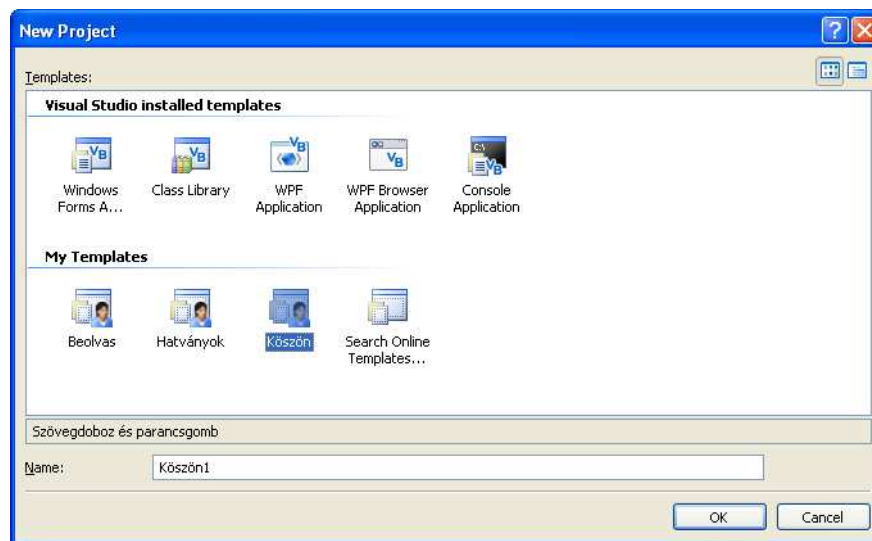 New Project
Templates:
Visual Studio installed templates
Windows Forms A...
Class Library
WPF Application
WPF Browser Application
Console Application
My Templates
Beolvas
Hatványok
Köszön
Search Online Templates...
Szövegdoboz és parancsgomb
Name:
Köszön1
OK
Cancel